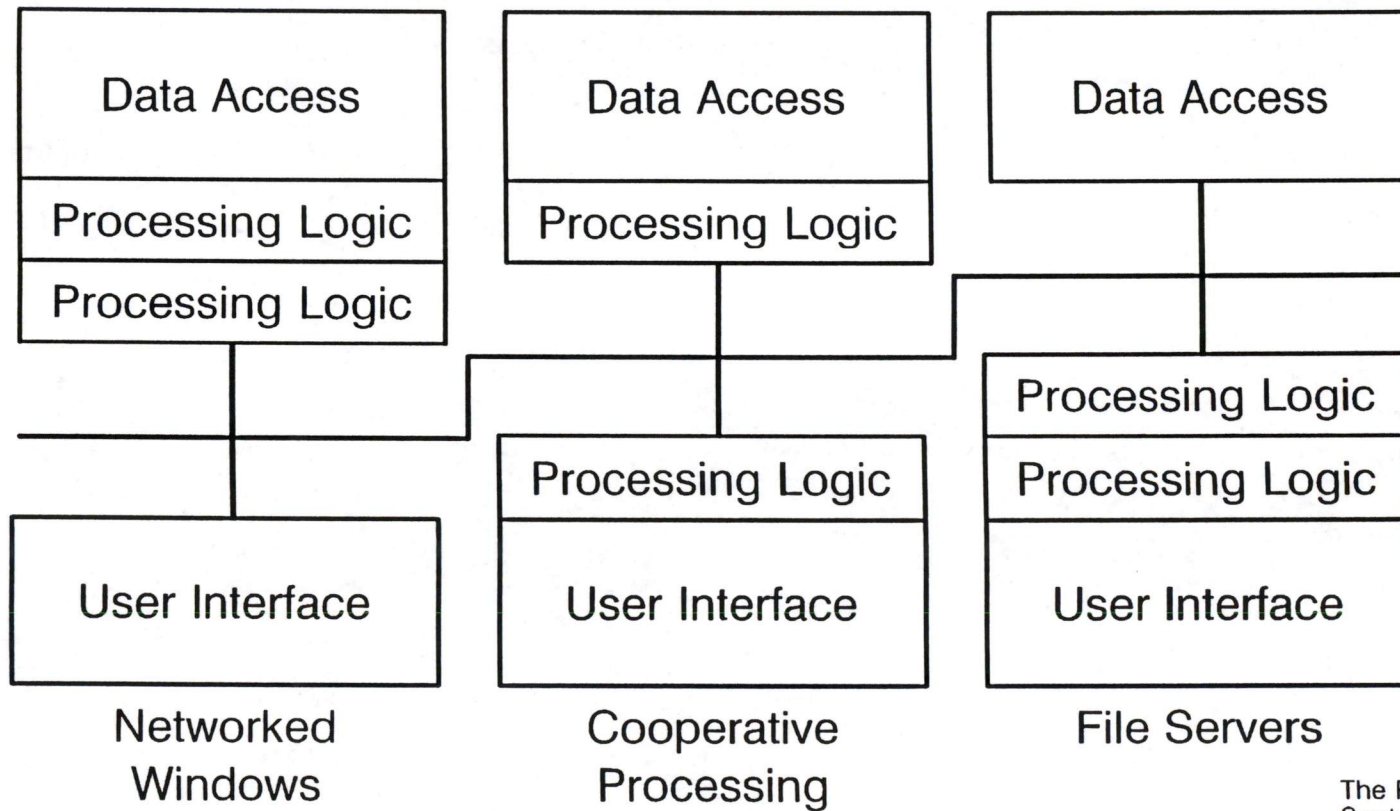 Data Access
Processing Logic
Processing Logic
User Interface
Networked
Windows
Data Access
Processing Logic
Processing Logic
User Interface
Cooperative
Processing
Data Access
Processing Logic
Processing Logic
User Interface
File Servers
The